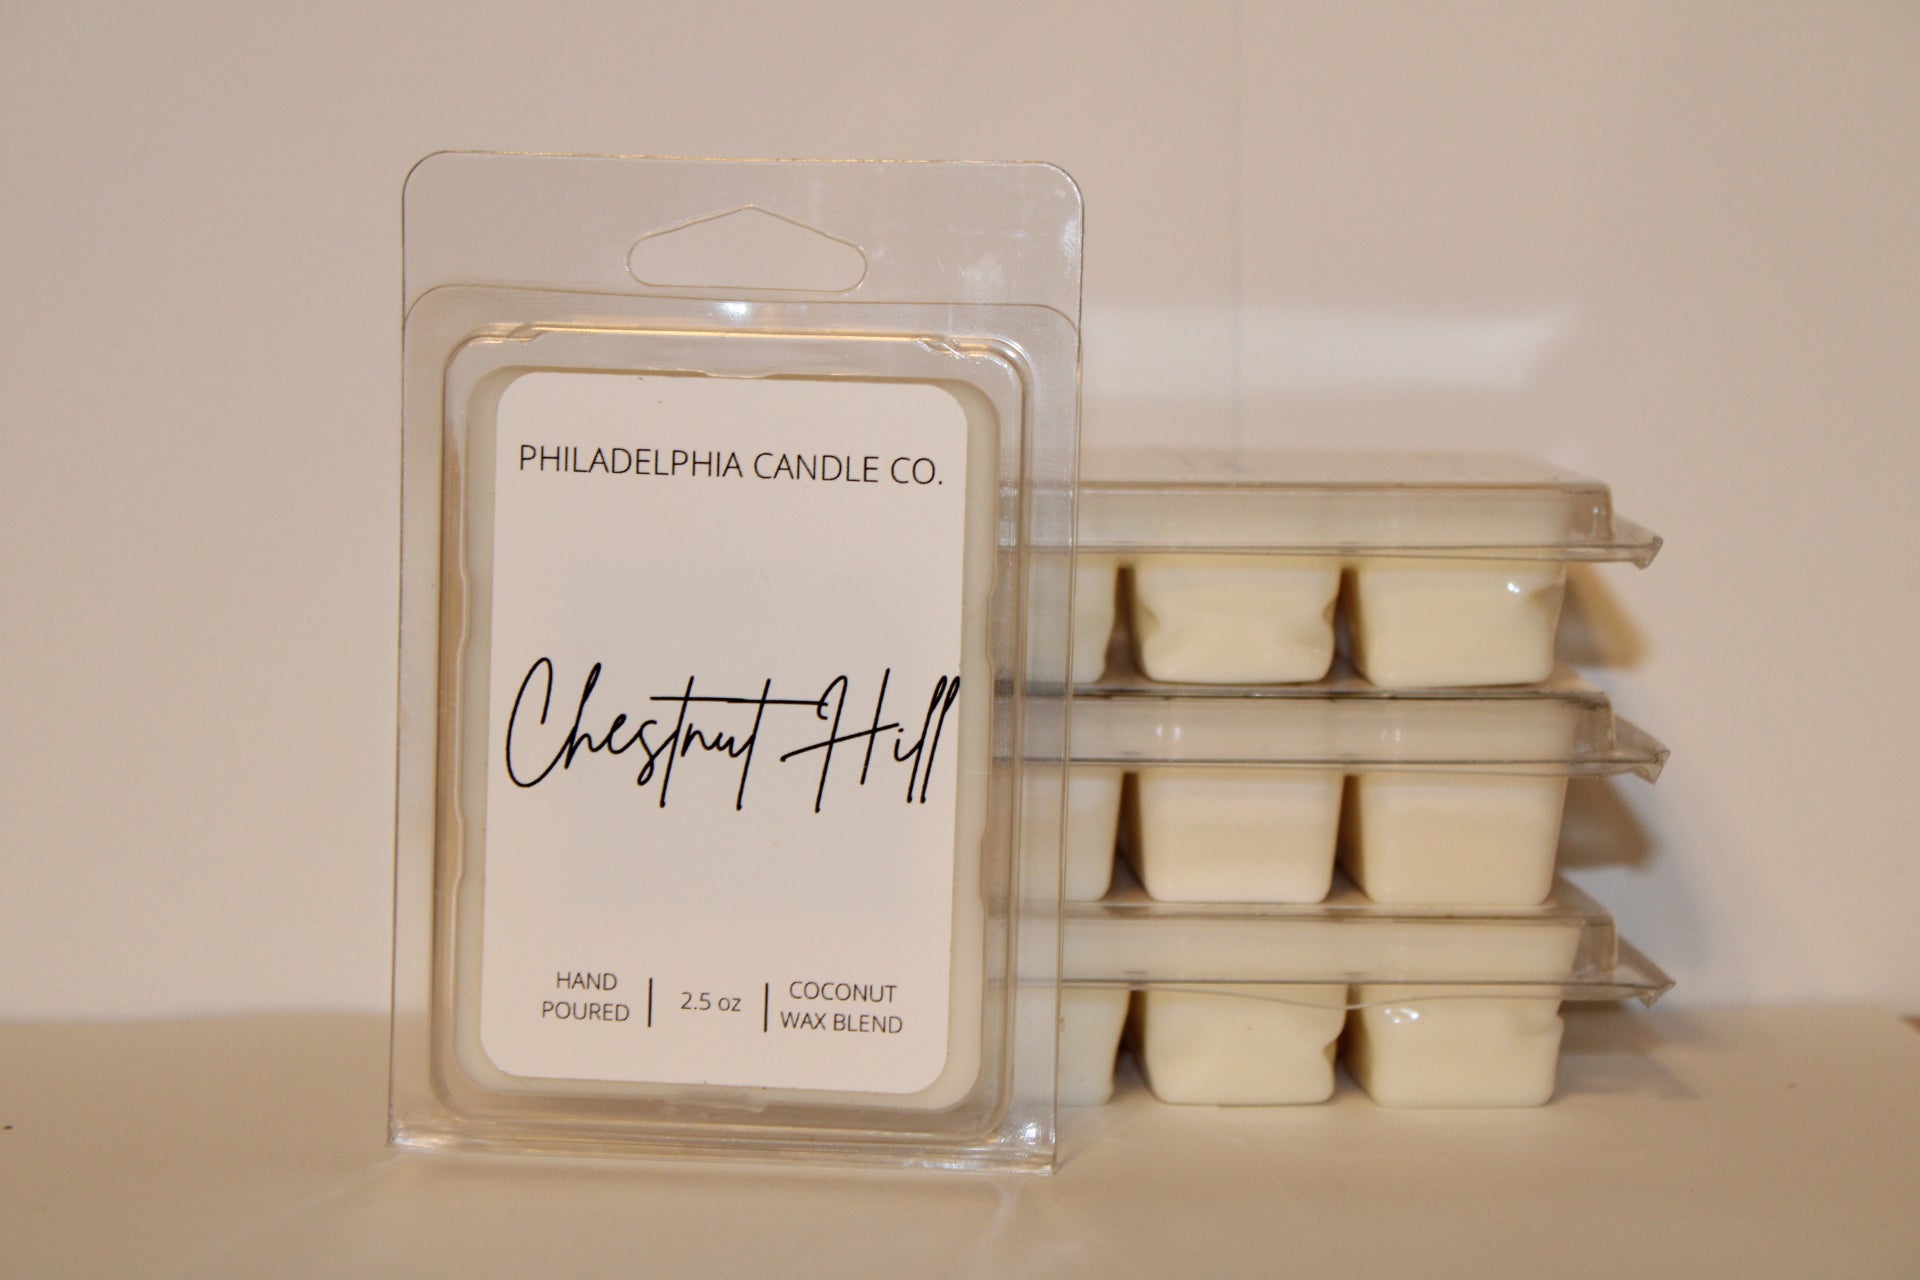 PHILADELPHIA CANDLE CO.
Chestnut Hill
HAND
POURED
2.5 oz
COCONUT
WAX BLEND